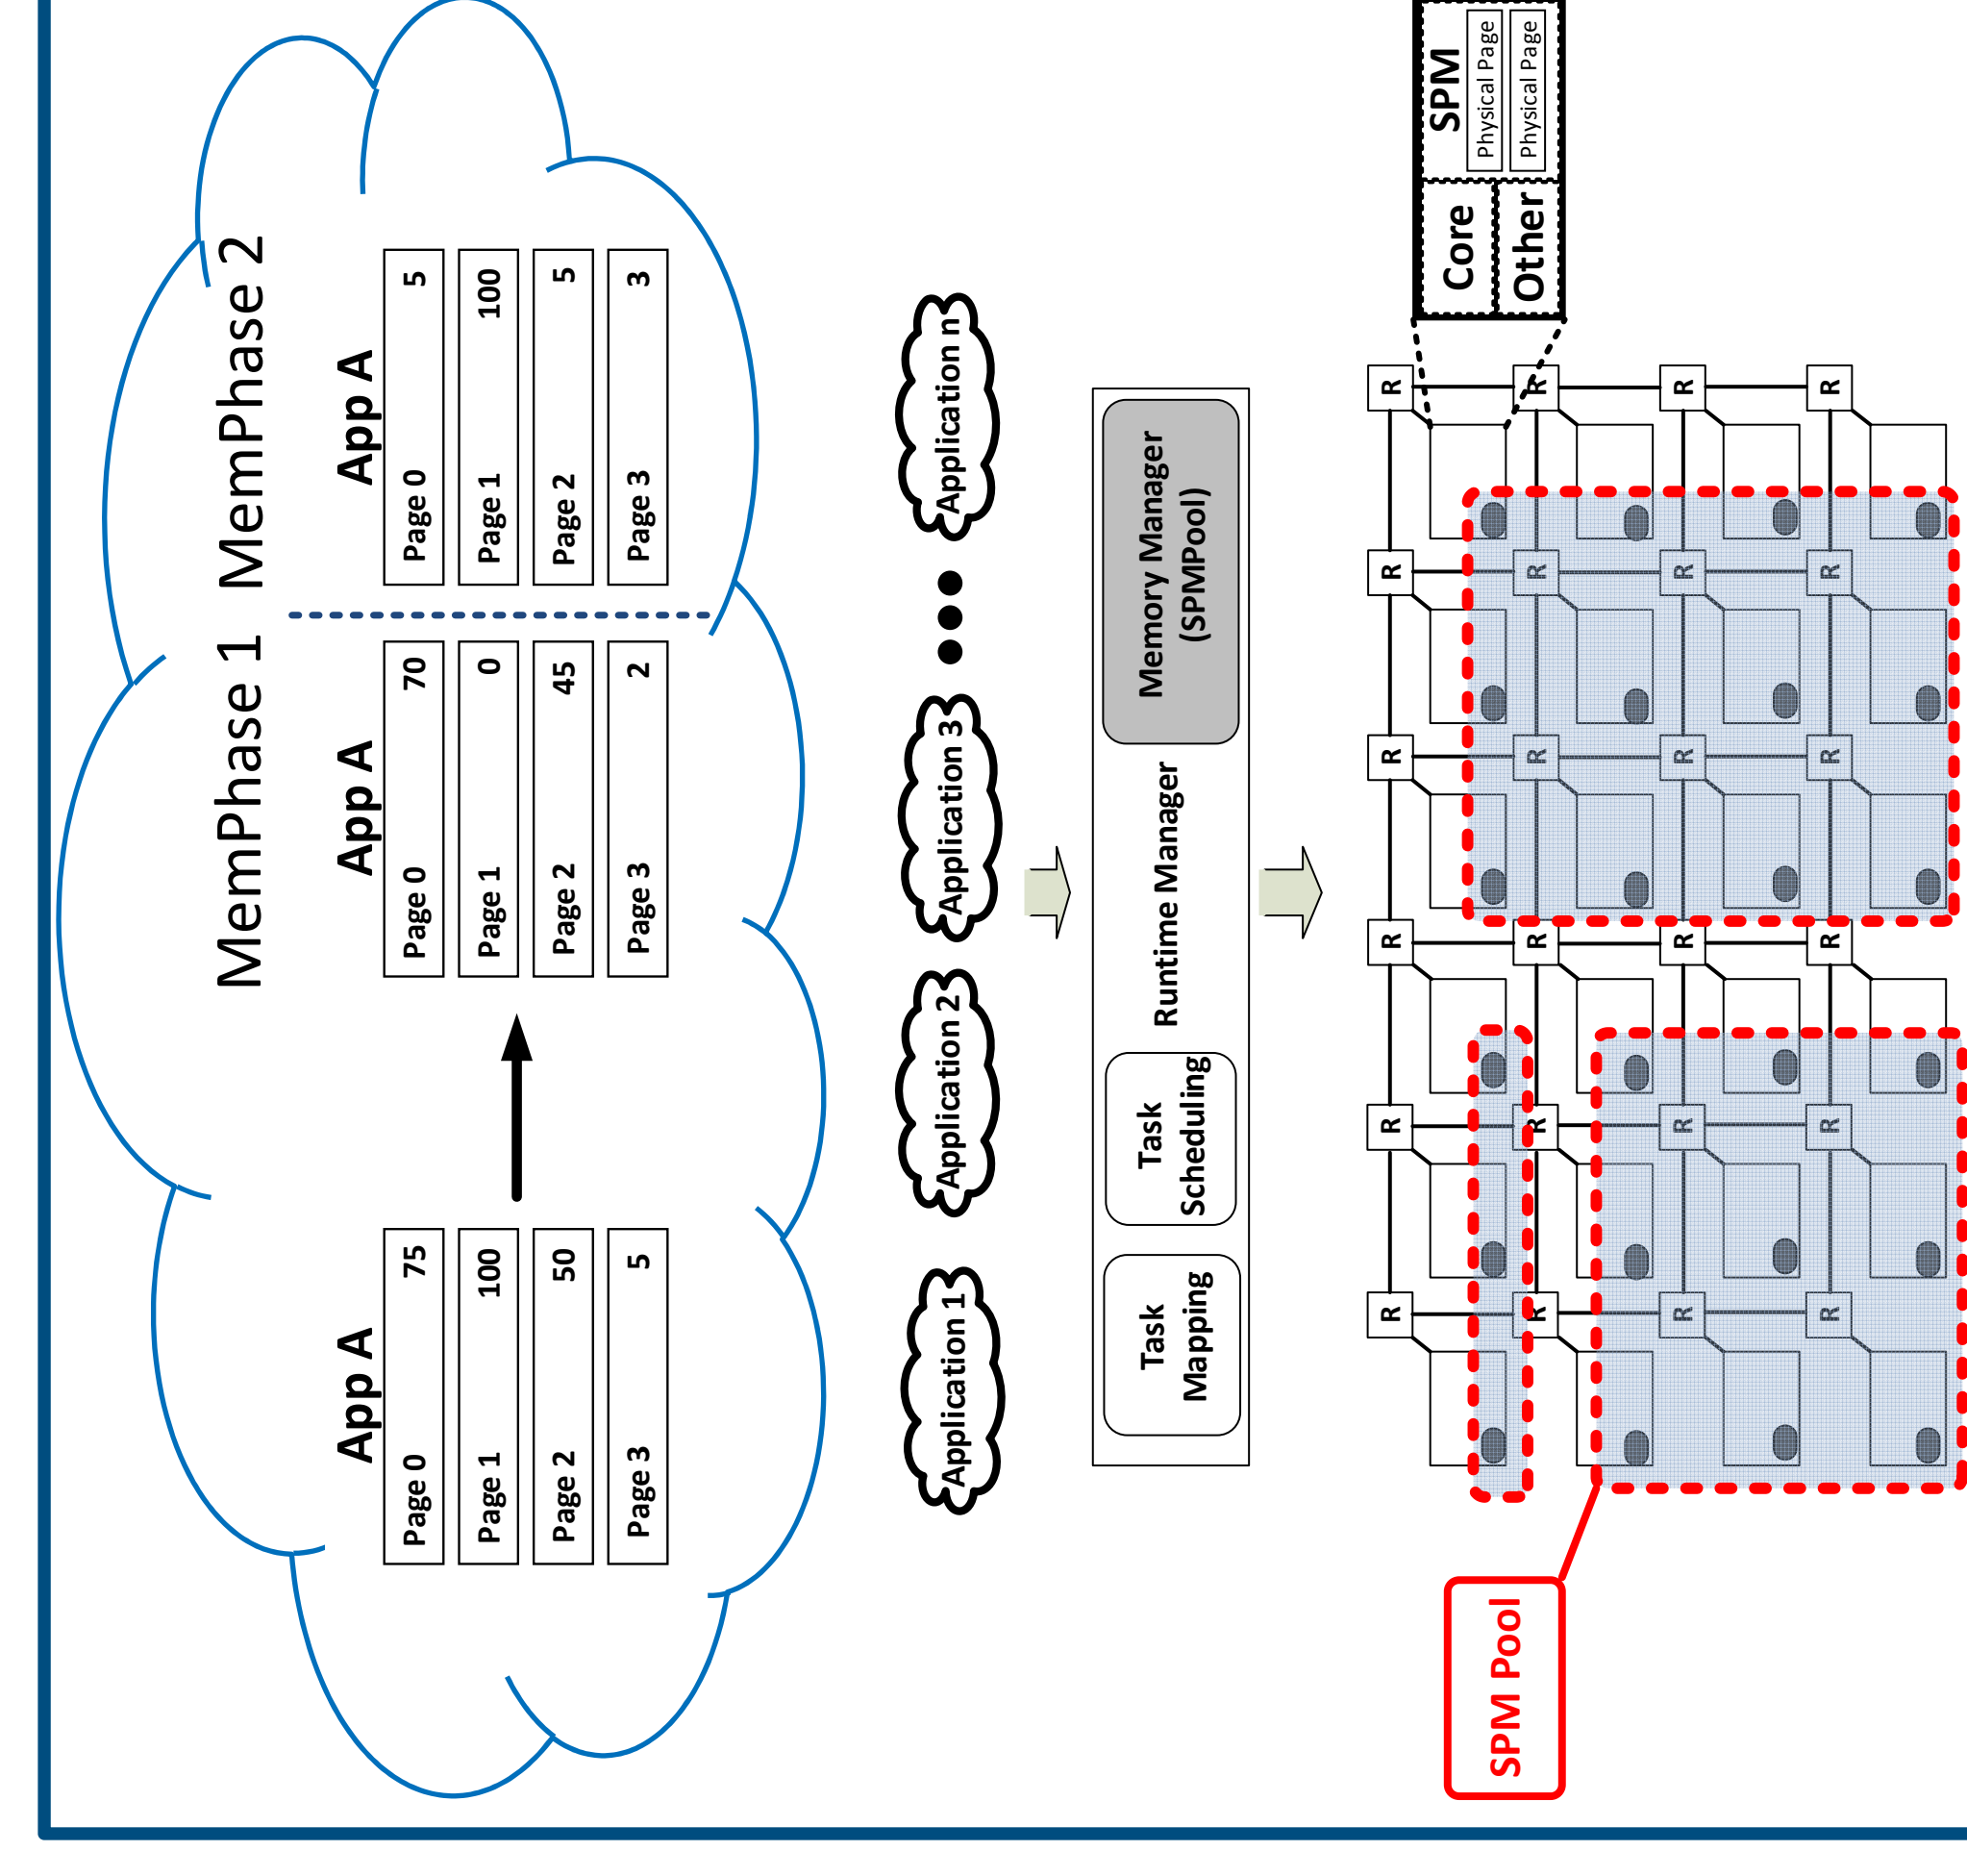 MemPhase 1 MemPhase 2
App A App A App A
Page 0 75 Page 0 70 Page 0 5
Page 1 100 Page 1 0 Page 1 100
Page 2 50 Page 2 45 Page 2 5
Page 3 5 Page 3 2 Page 3 3
Application 1 Application 2 Application 3 Application n
Task
Mapping
Task
Scheduling
Runtime Manager
Memory Manager
(SPMPool)
R R R R R R
SPM Pool
R R R R R R
R R R R R R
R R R R R R
Core
Other
SPM
Physical Page
Physical Page